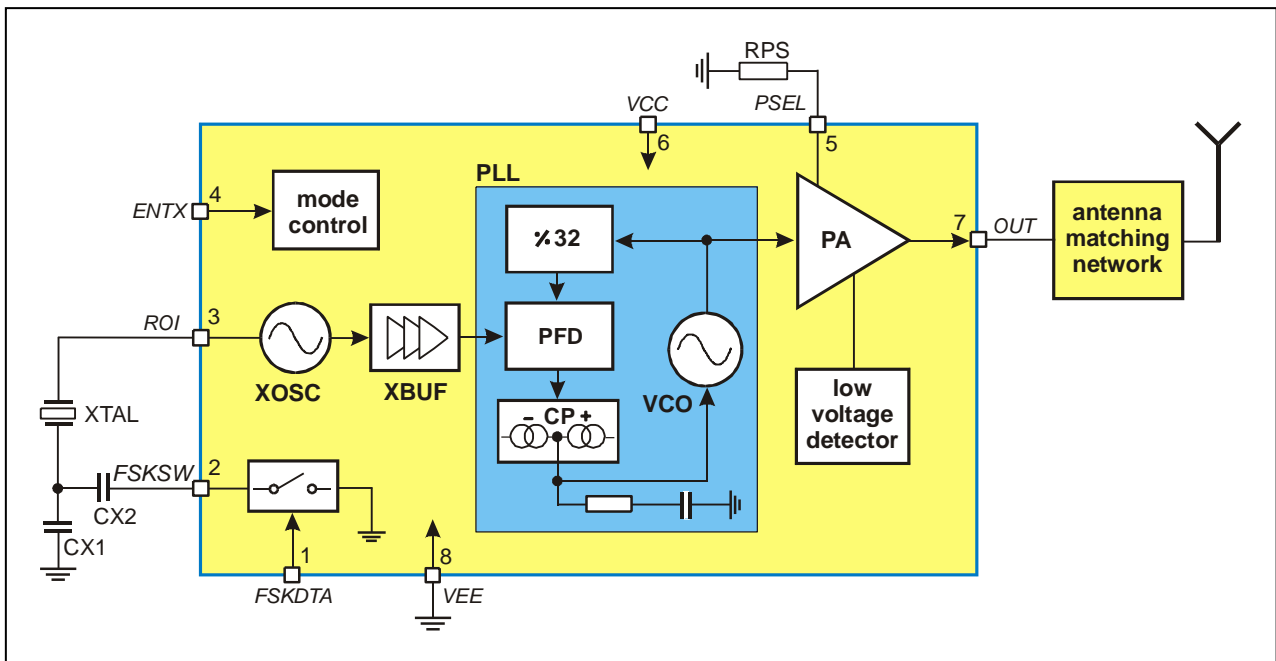 RPS
VCC
PSEL
6
5
PLL
4
ENTX
mode
control
÷32
PA
7
OUT
antenna
matching
network
3
ROI
PFD
XOSC
XBUF
VCO
low
voltage
detector
XTAL
- CP +
FSKSW
2
CX2
CX1
1
8
FSKDTA
VEE